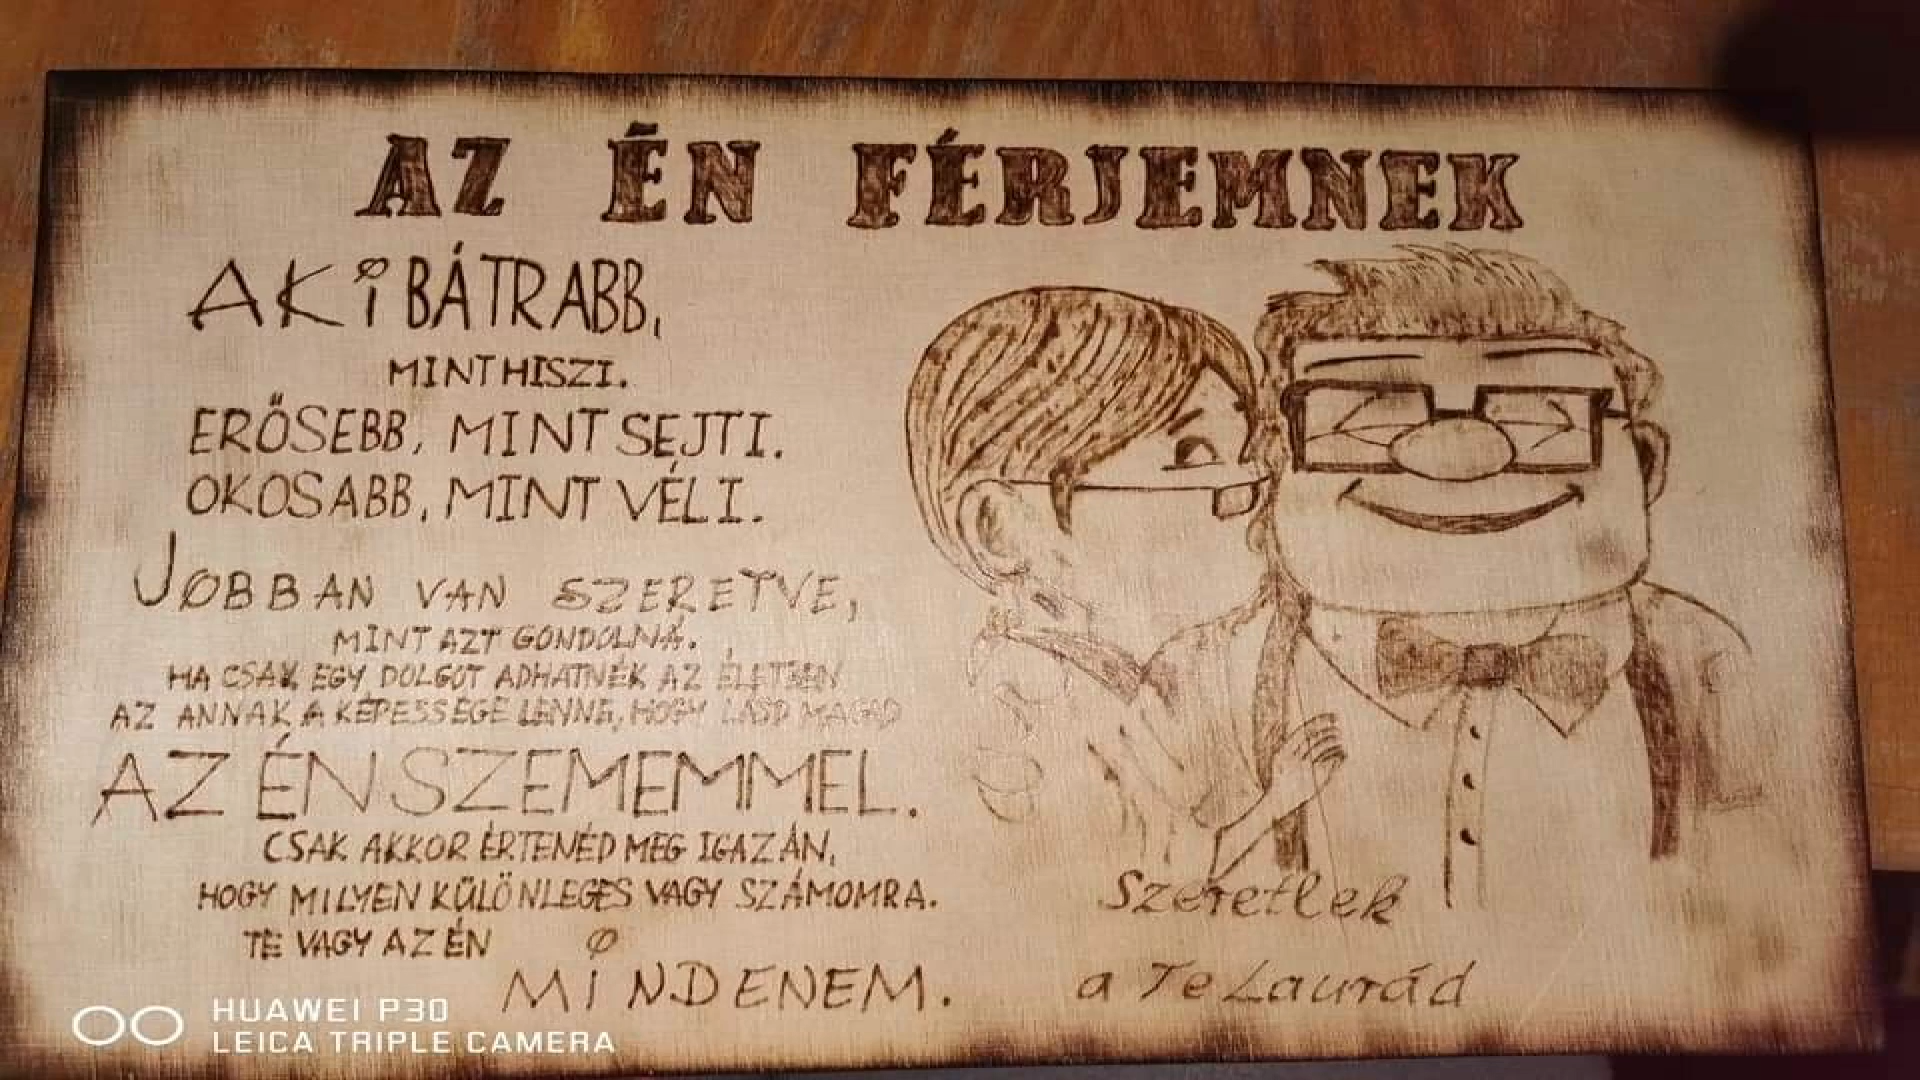 AZ ÉN FÉRJEMNEK
AKi BÁTRABB,
MINT HISZI.
ERŐSEBB, MINT SEJTI.
OKOSABB, MINT VÉLI.
JOBBAN VAN SZERETVE,
MINT AZT GONDOLNÁ.
HA CSAK EGY DOLGOT ADHATNÉK AZ ÉLETBEN
AZ ANNAK A KÉPESSÉGE LENNE, HOGY LÁSD MAGAD
AZ ÉN SZEMEMMEL.
CSAK AKKOR ÉRTENÉD MEG IGAZÁN,
HOGY MILYEN KÜLÖNLEGES VAGY SZÁMOMRA.
TE VAGY AZ ÉN
MiNDENEM.
Szeretlek
a Te Laurád
HUAWEI P30
LEICA TRIPLE CAMERA